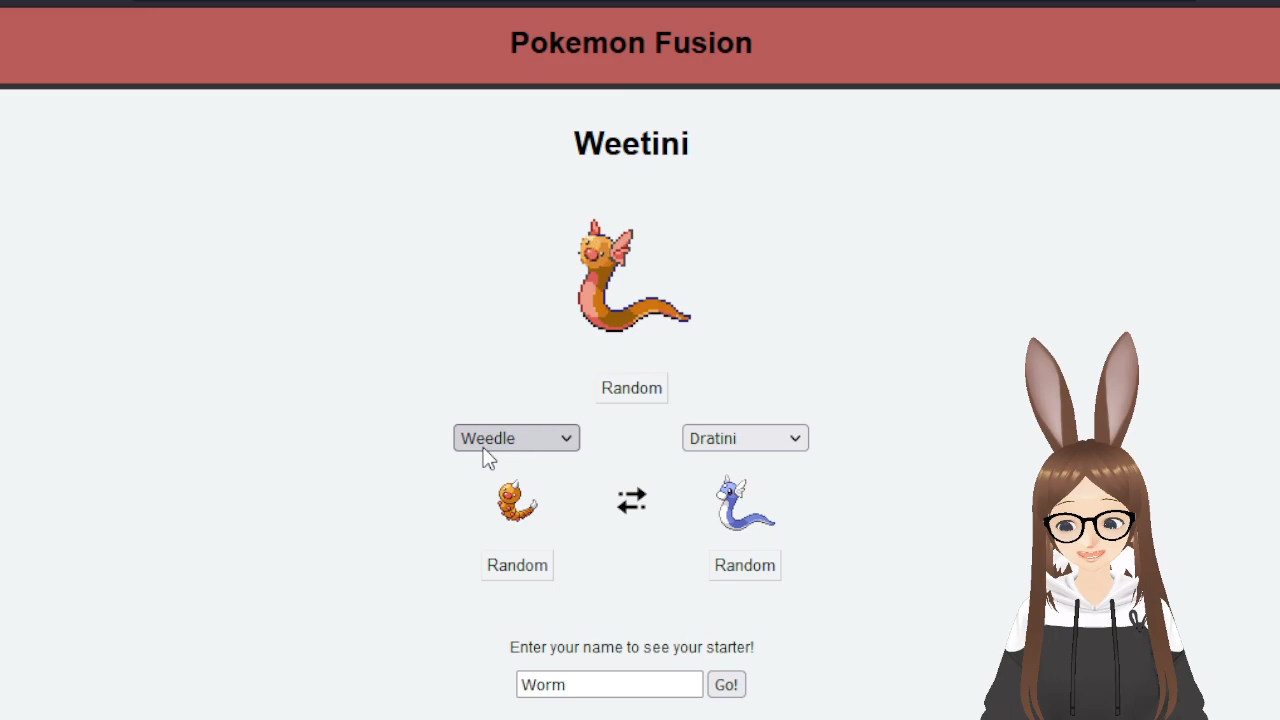 Pokemon Fusion
Weetini
Random
Weedle
Dratini
Random
Random
Enter your name to see your starter!
Worm
Go!